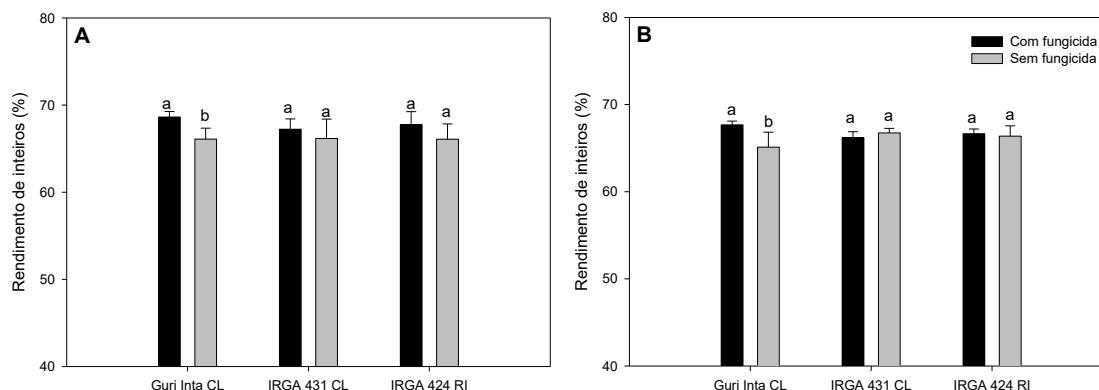 A
Rendimento de inteiros (%)
80
70
60
50
40
a
b
a
a
a
a
Guri Inta CL
IRGA 431 CL
IRGA 424 RI
B
Com fungicida
Sem fungicida
Rendimento de inteiros (%)
80
70
60
50
40
a
b
a
a
a
a
Guri Inta CL
IRGA 431 CL
IRGA 424 RI